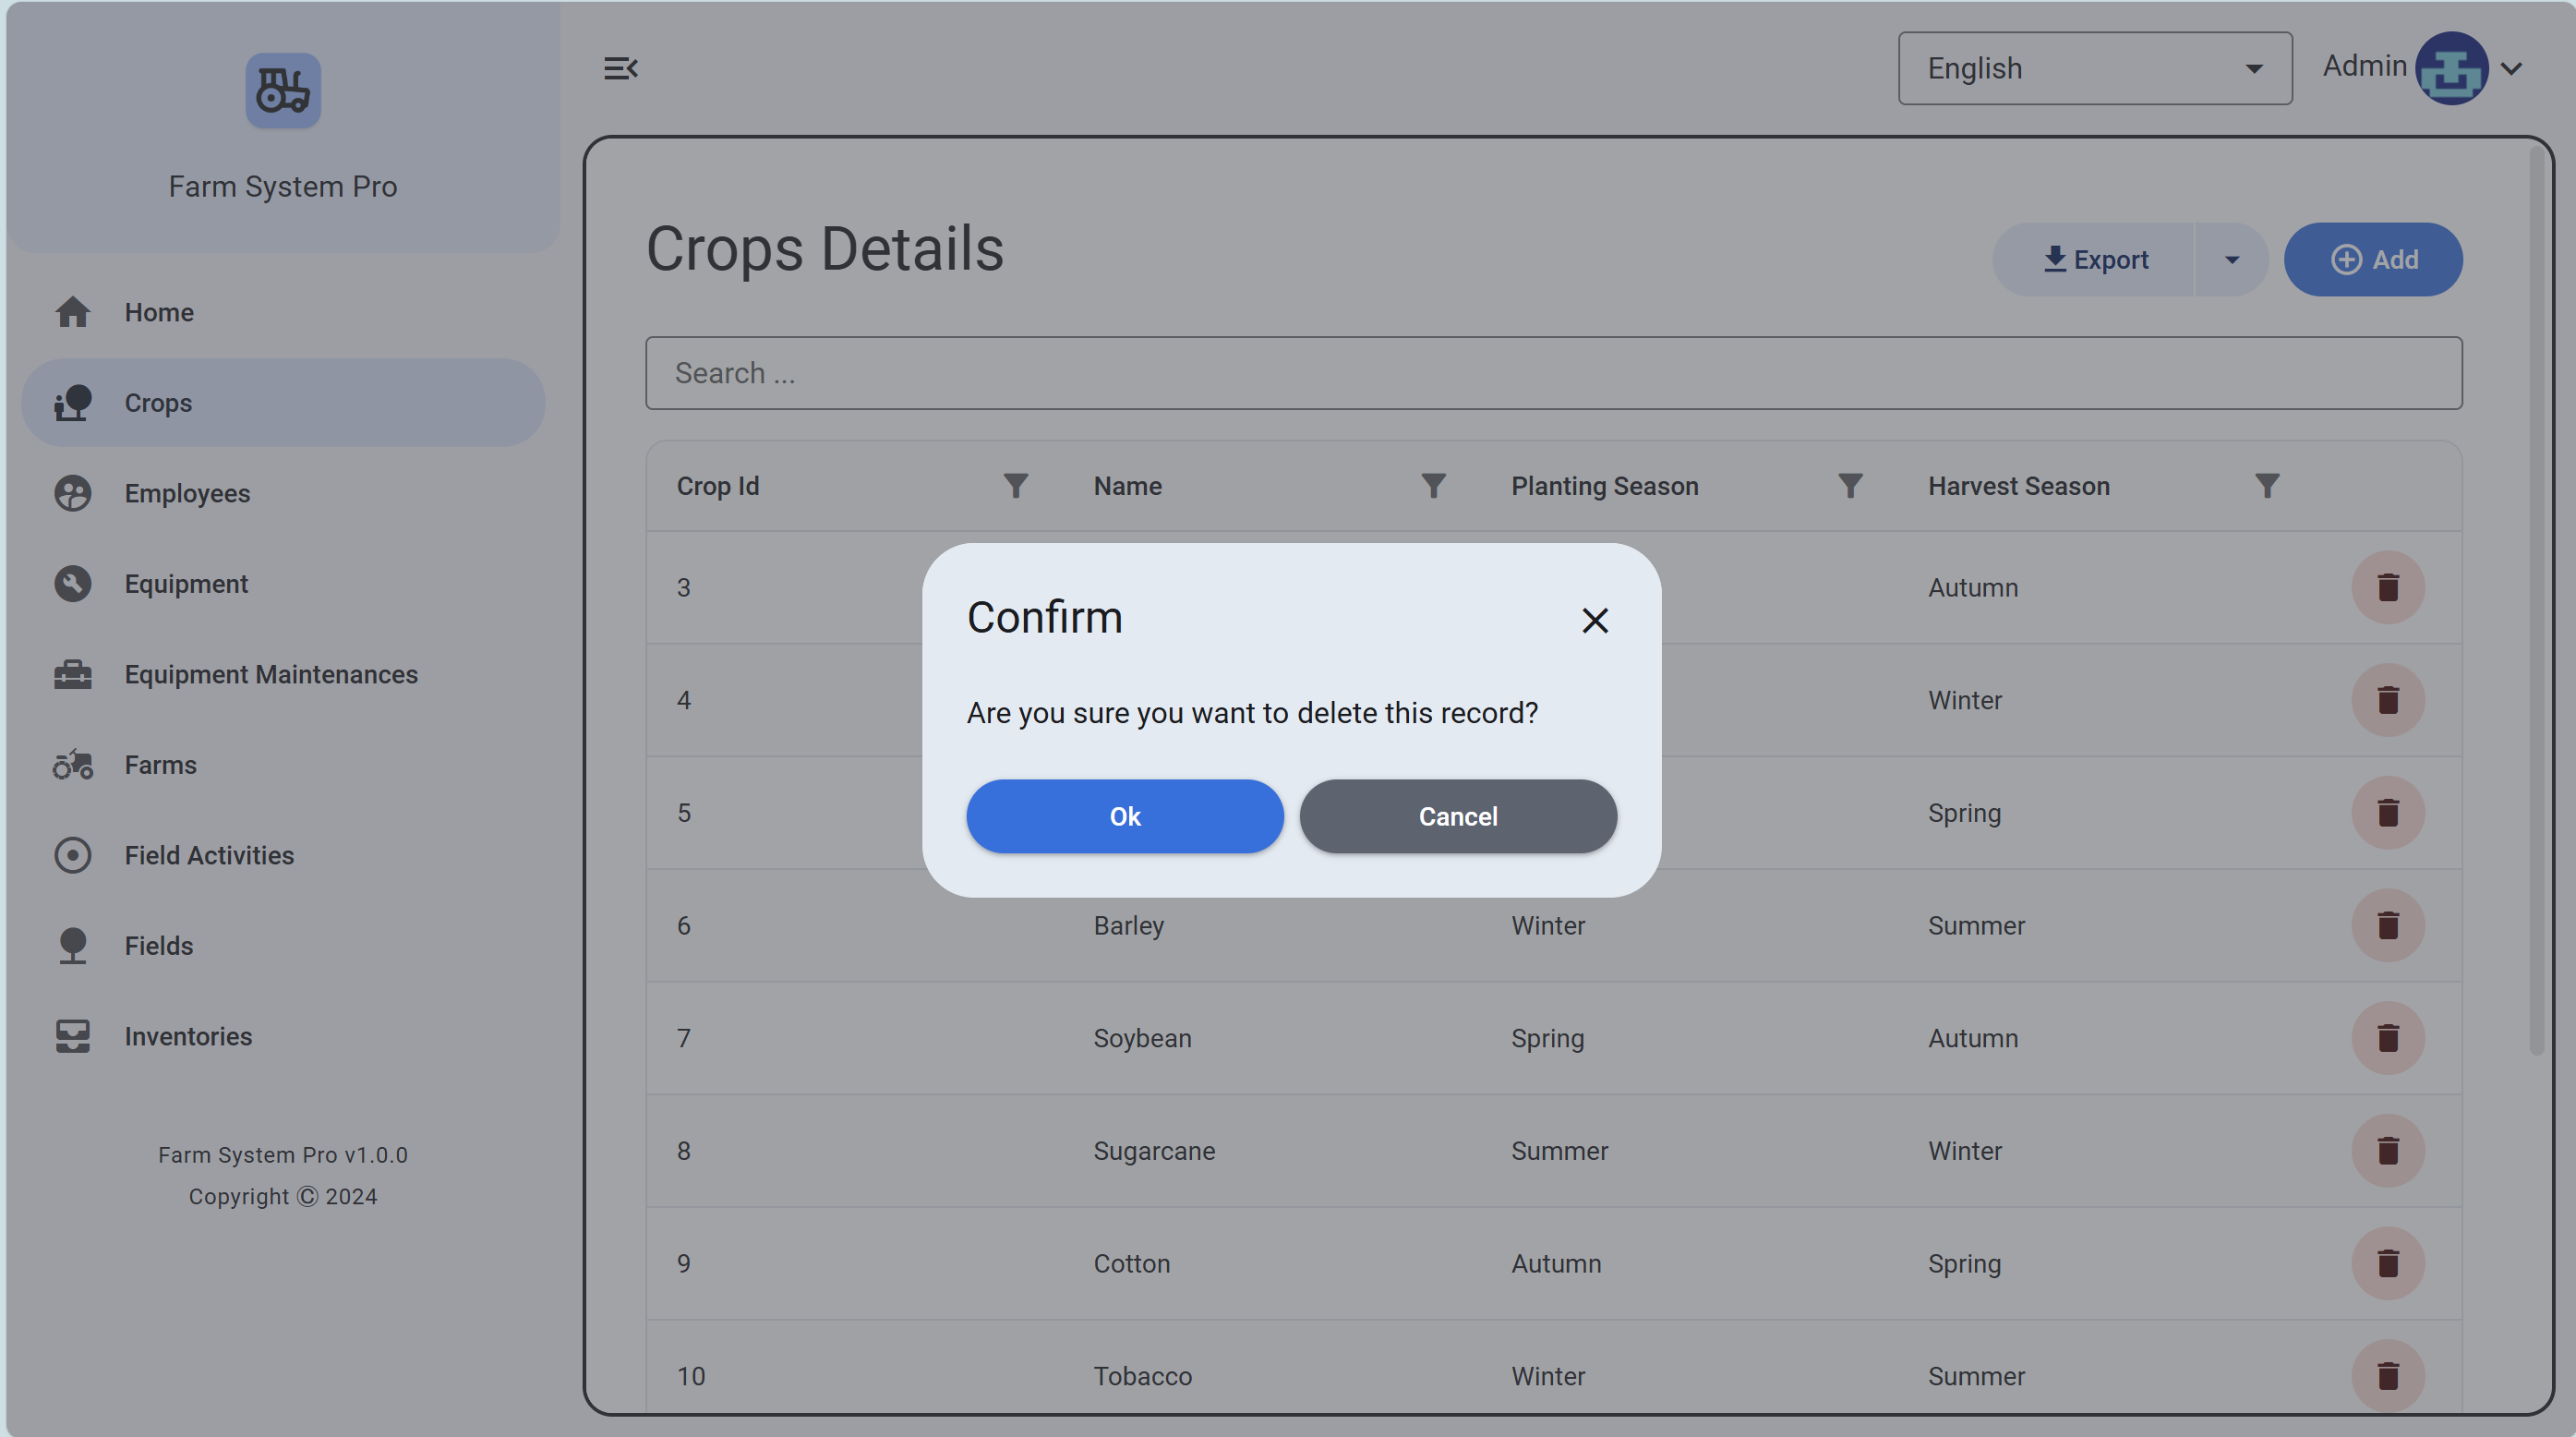 Farm System Pro
Home
Crops
Employees
Equipment
Equipment Maintenances
Farms
Field Activities
Fields
Inventories
Farm System Pro v1.0.0
Copyright © 2024
English
Admin
Crops Details
Export
Add
Search ...
Crop Id Name Planting Season Harvest Season
3 Autumn
4 Winter
5 Spring
6 Barley Winter Summer
7 Soybean Spring Autumn
8 Sugarcane Summer Winter
9 Cotton Autumn Spring
10 Tobacco Winter Summer
Confirm
Are you sure you want to delete this record?
Ok
Cancel